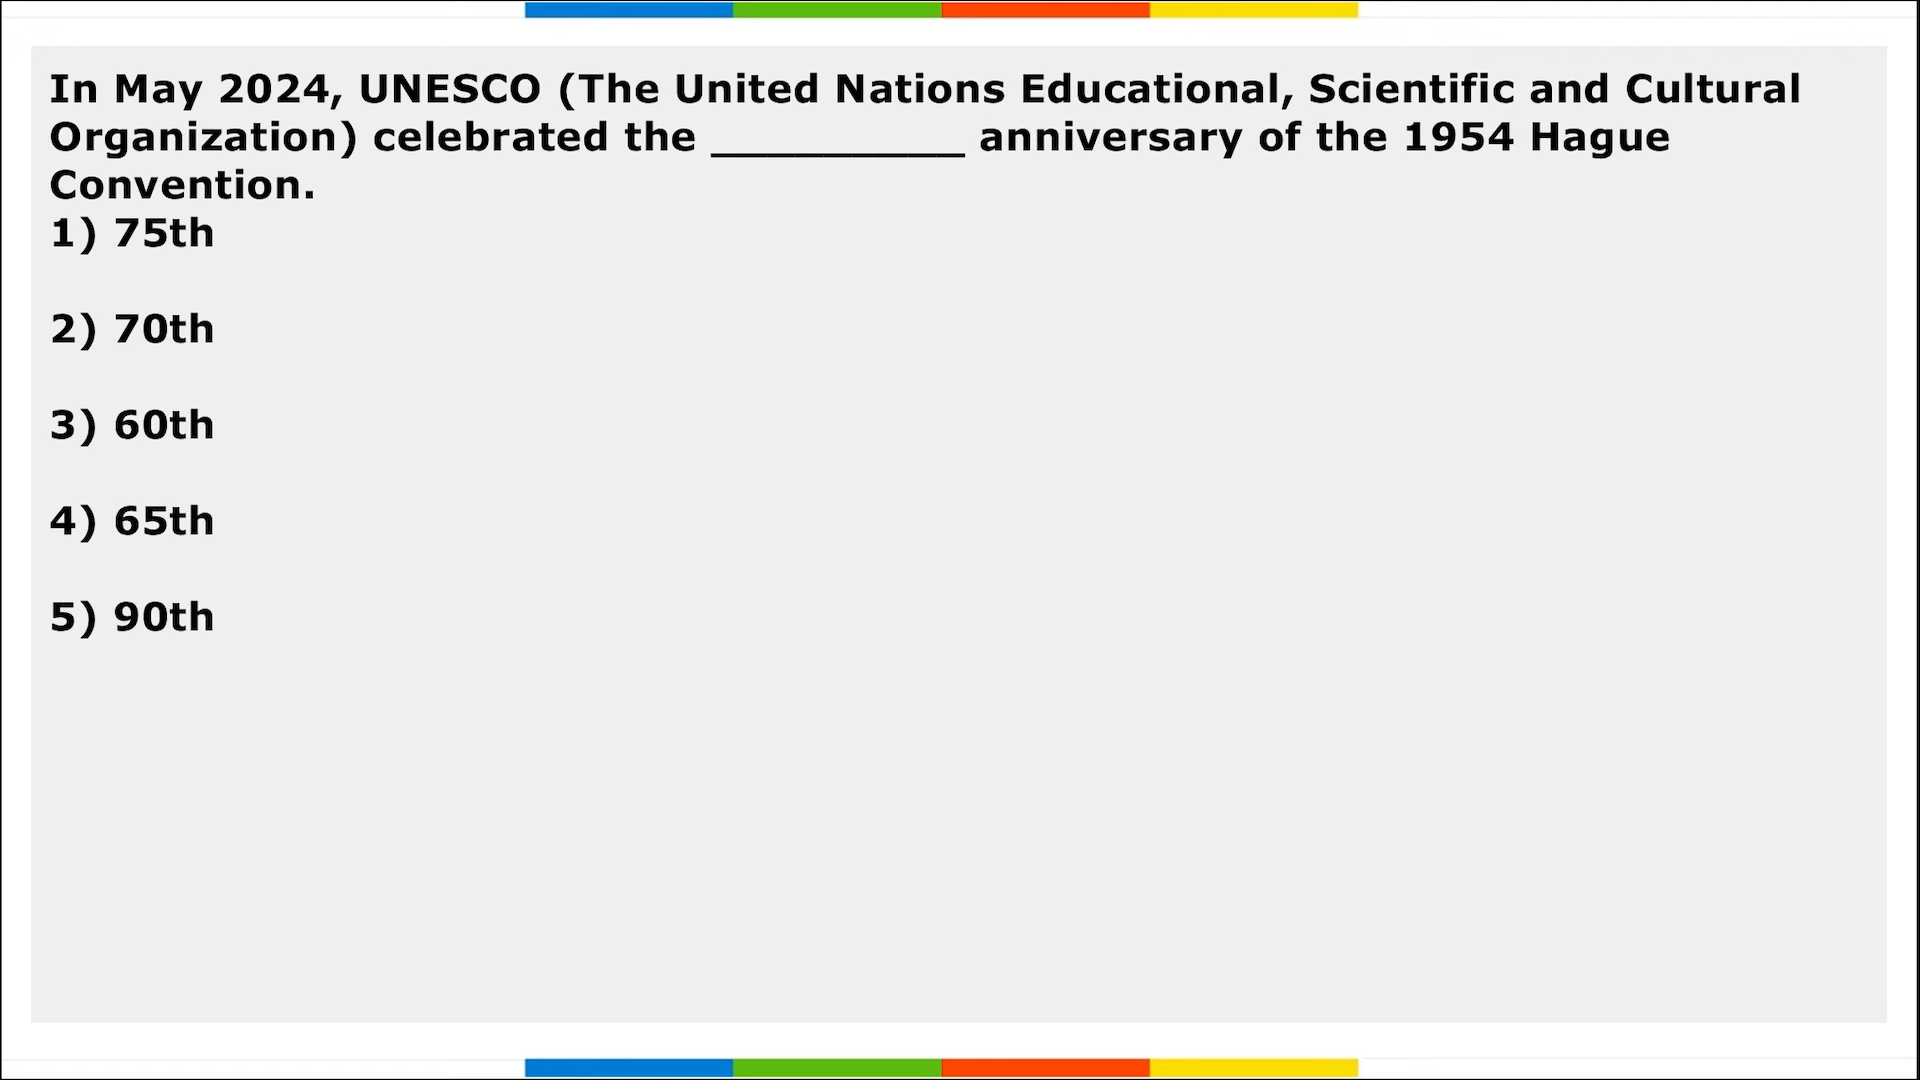 In May 2024, UNESCO (The United Nations Educational, Scientific and Cultural
Organization) celebrated the __________ anniversary of the 1954 Hague
Convention.
1) 75th
2) 70th
3) 60th
4) 65th
5) 90th